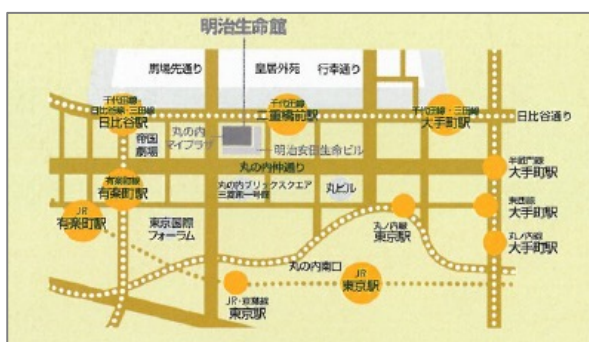 明治生命館
馬場先通り
皇居外苑
行幸通り
千代田線
日比谷線・三田線
日比谷駅
千代田線
二重橋前駅
千代田線・三田線
大手町駅
日比谷通り
丸の内
マイプラザ
帝国
劇場
明治安田生命ビル
丸の内仲通り
半蔵門線
大手町駅
有楽町線
有楽町駅
丸の内ブリックスクエア
三菱第一号館
丸ビル
JR
有楽町駅
東京国際
フォーラム
丸ノ内線
東京駅
東西線
大手町駅
丸ノ内線
大手町駅
丸の内南口
JR・京葉線
東京駅
JR
東京駅